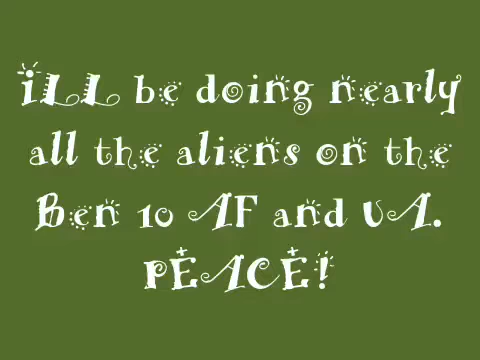 iLL be doing nearly
all the aliens on the
Ben 10 AF and UA.
PEACE!